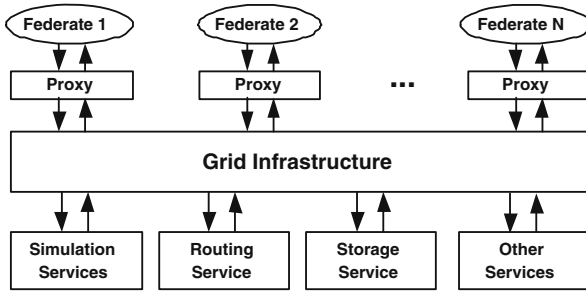 Federate 1
Federate 2
Federate N
Proxy
Proxy
...
Proxy
Grid Infrastructure
Simulation
Services
Routing
Service
Storage
Service
Other
Services